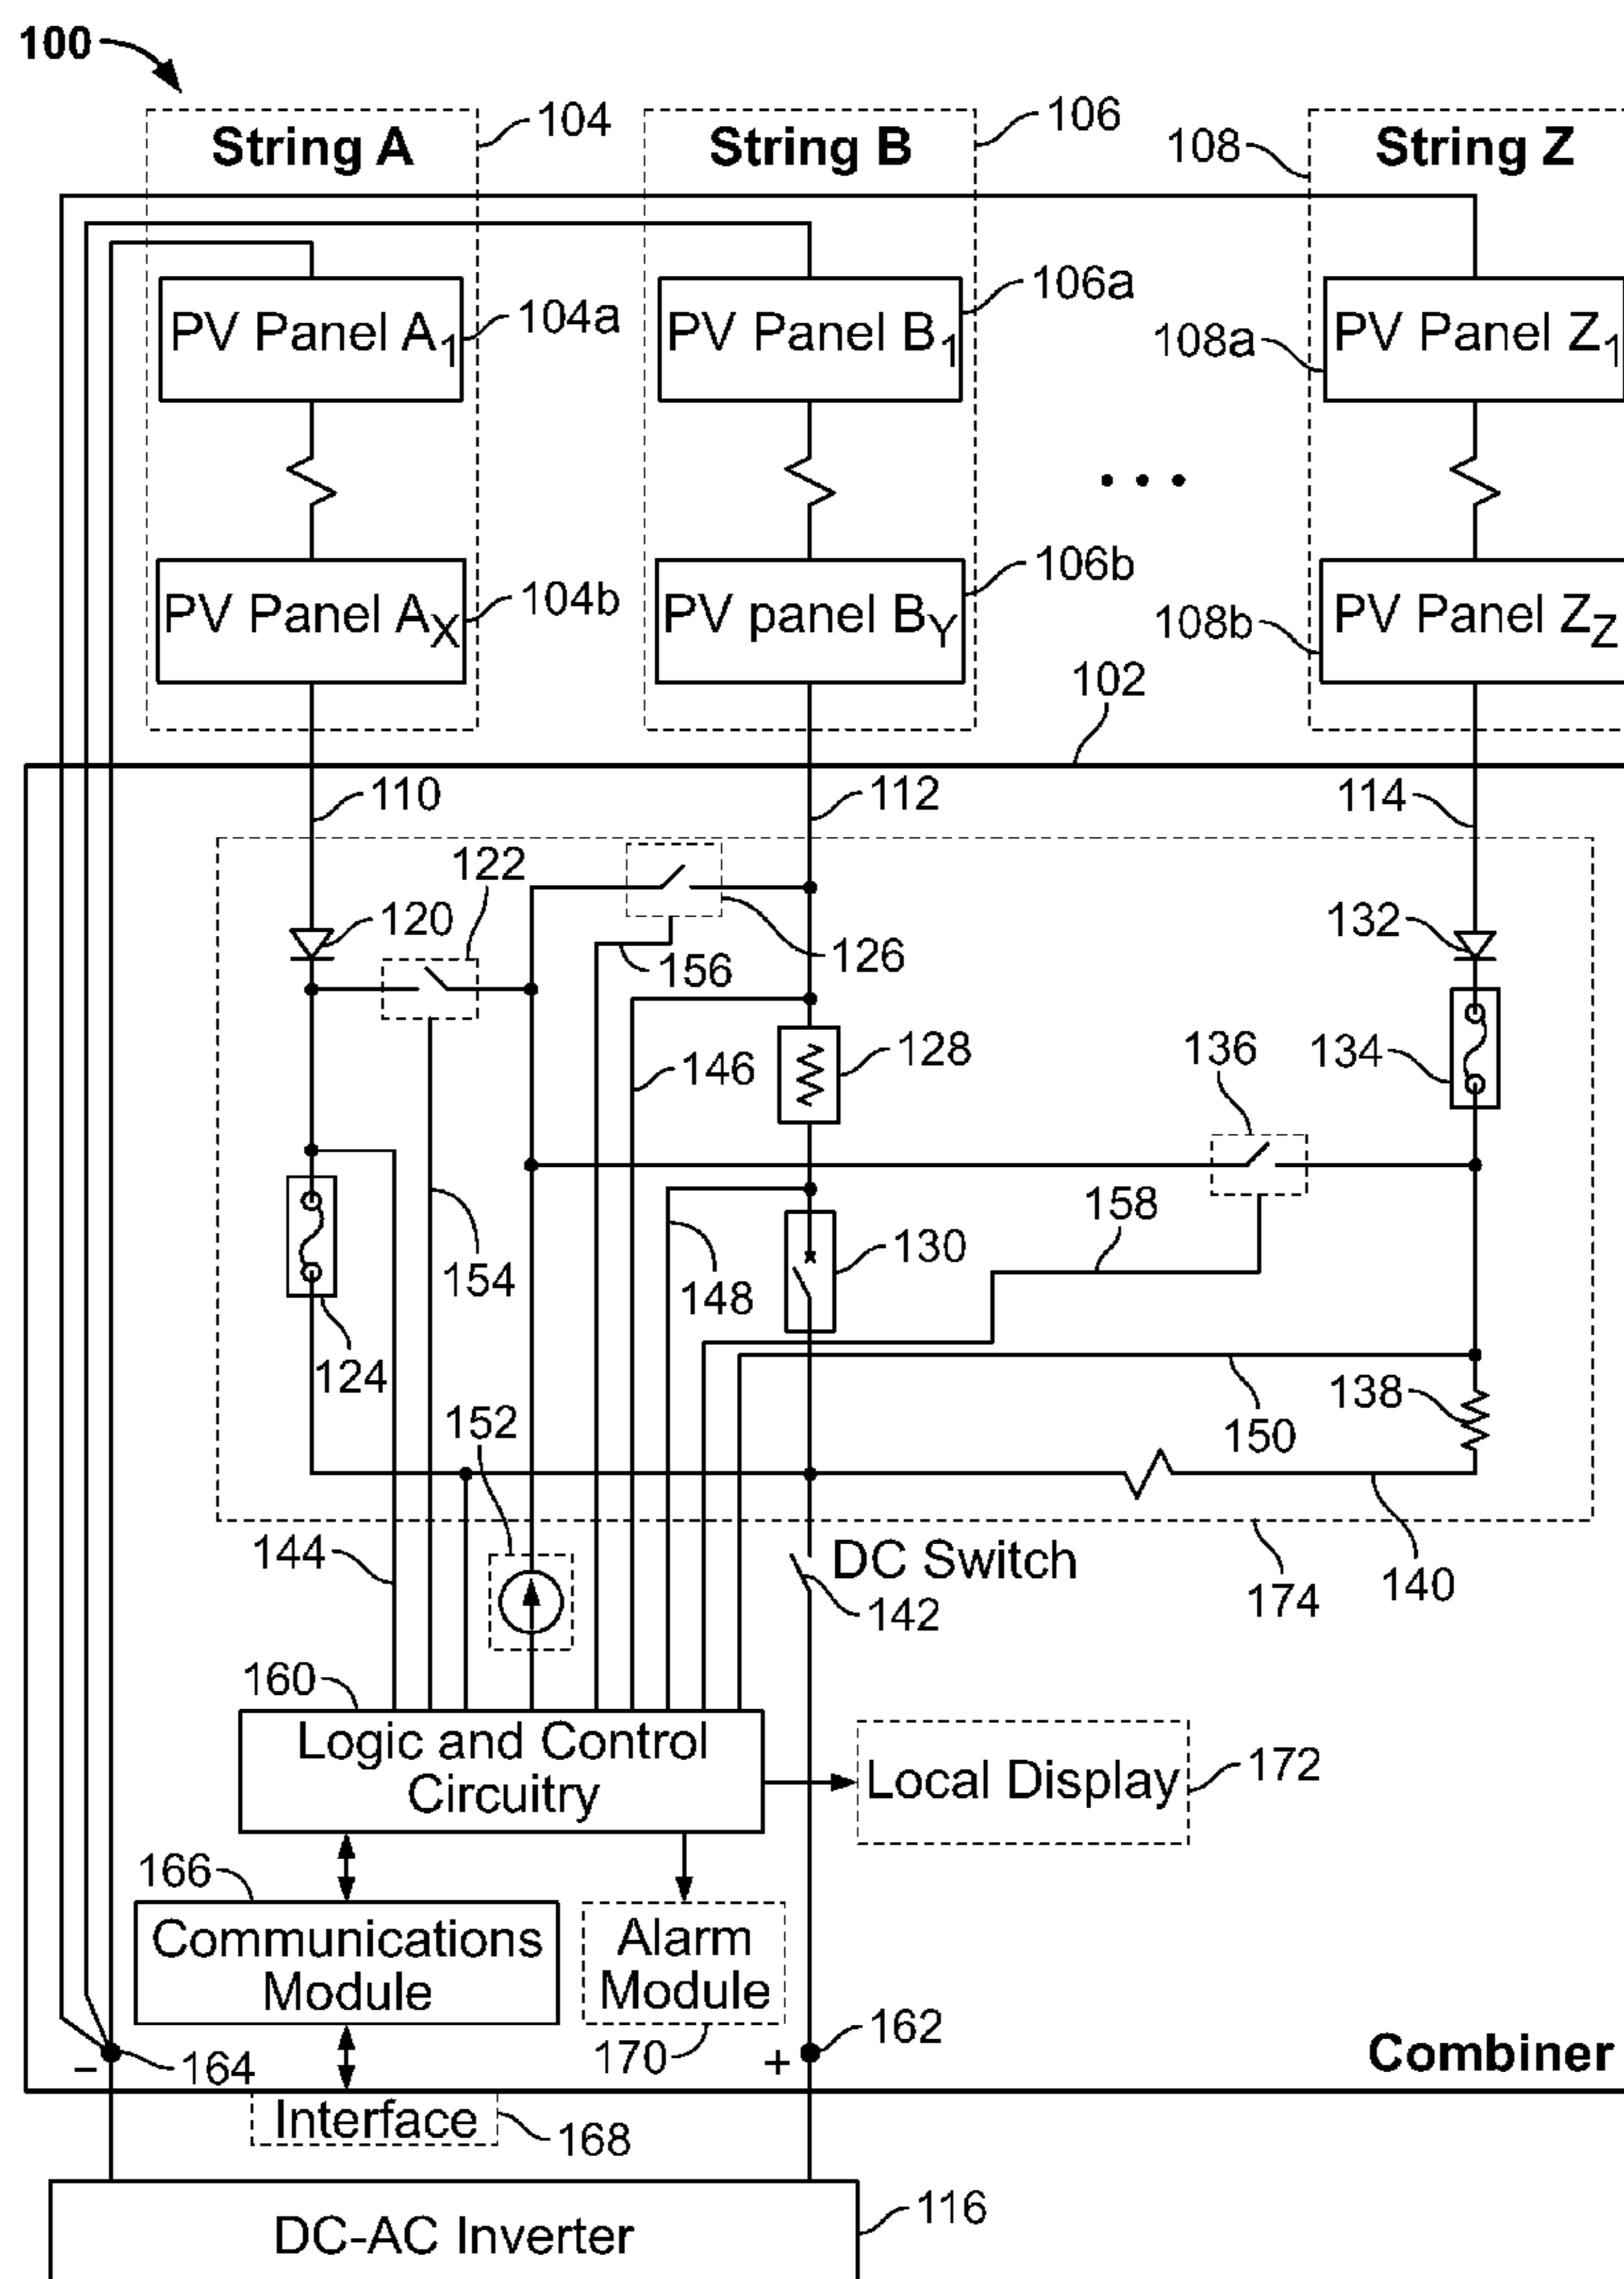 100
String A
104
String B
106
108
String Z
PV Panel A1
104a
PV Panel B1
106a
108a
PV Panel Z1
PV Panel AX
104b
PV panel BY
106b
108b
PV Panel ZZ
102
110
112
114
122
120
126
156
132
146
128
136
134
154
148
130
158
124
152
138
150
144
DC Switch
142
174
140
160
Logic and Control
Circuitry
Local Display
172
166
Communications
Module
Alarm
Module
170
162
− 164
+
Combiner
Interface
168
DC-AC Inverter
116